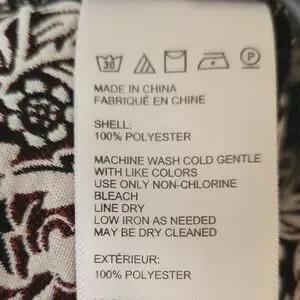 30
P
MADE IN CHINA
FABRIQUÉ EN CHINE
SHELL:
100% POLYESTER
MACHINE WASH COLD GENTLE
WITH LIKE COLORS
USE ONLY NON-CHLORINE
BLEACH
LINE DRY
LOW IRON AS NEEDED
MAY BE DRY CLEANED
EXTÉRIEUR:
100% POLYESTER